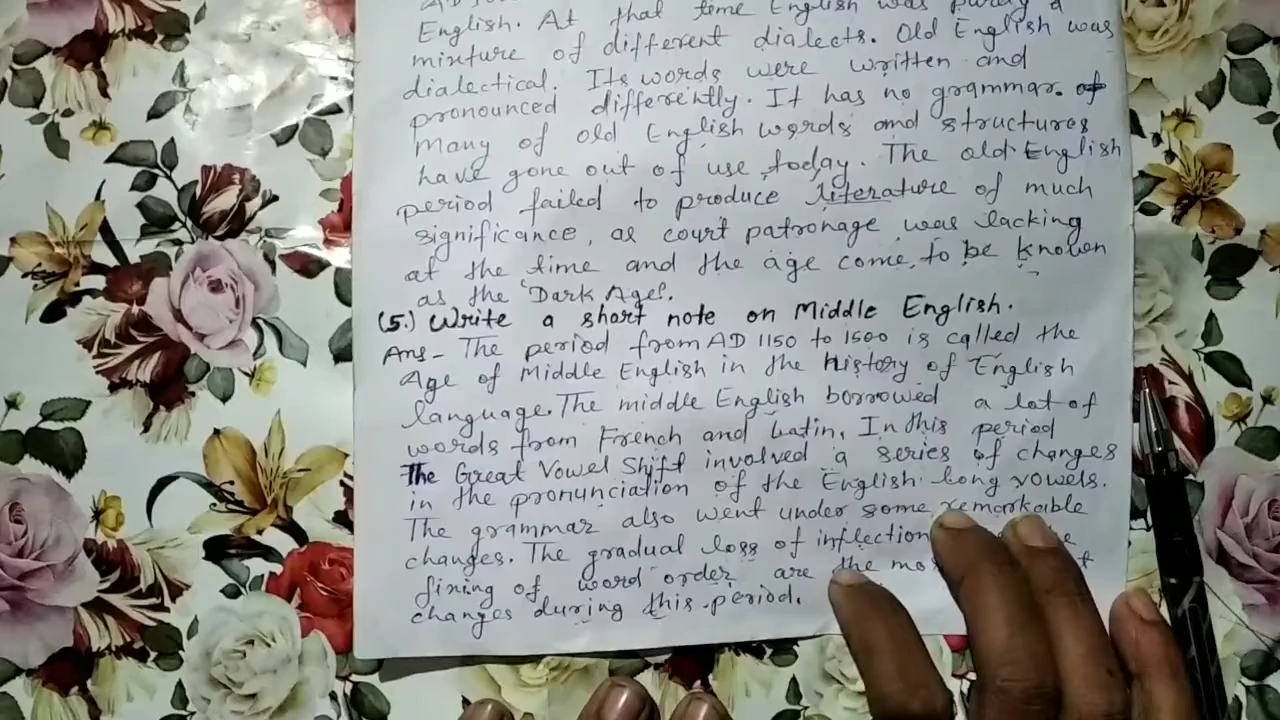 English. At that time English was purely a
mixture of different dialects. Old English was
dialectical. Its words were written and
pronounced differently. It has no grammar. of
Many of old English words and structures
have gone out of use today. The old English
period failed to produce literature of much
significance, as court patronage was lacking
at the time and the age come to be known
as the 'Dark Age'.
(5.) Write a short note on Middle English.
Ans - The period from AD 1150 to 1500 is called the
Age of Middle English in the history of English
language. The middle English borrowed a lot of
words from French and Latin. In this period
The Great Vowel Shift involved a series of changes
in the pronunciation of the English long vowels.
The grammar also went under some remarkable
changes. The gradual loss of inflection
fixing of word order are the
changes during this period.